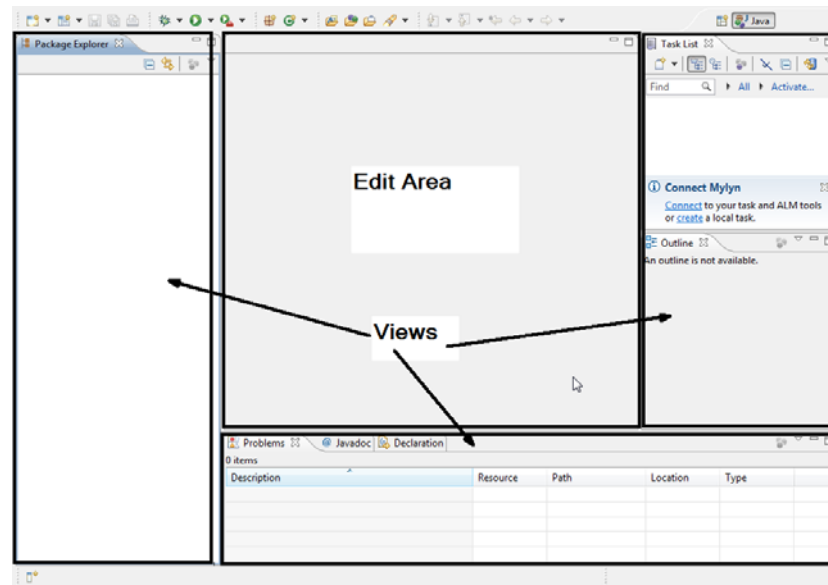 Java
Package Explorer
Task List
Find
All
Activate...
Edit Area
Connect Mylyn
Connect to your task and ALM tools
or create a local task.
Outline
An outline is not available.
Views
Problems
Javadoc
Declaration
0 items
Description Resource Path Location Type